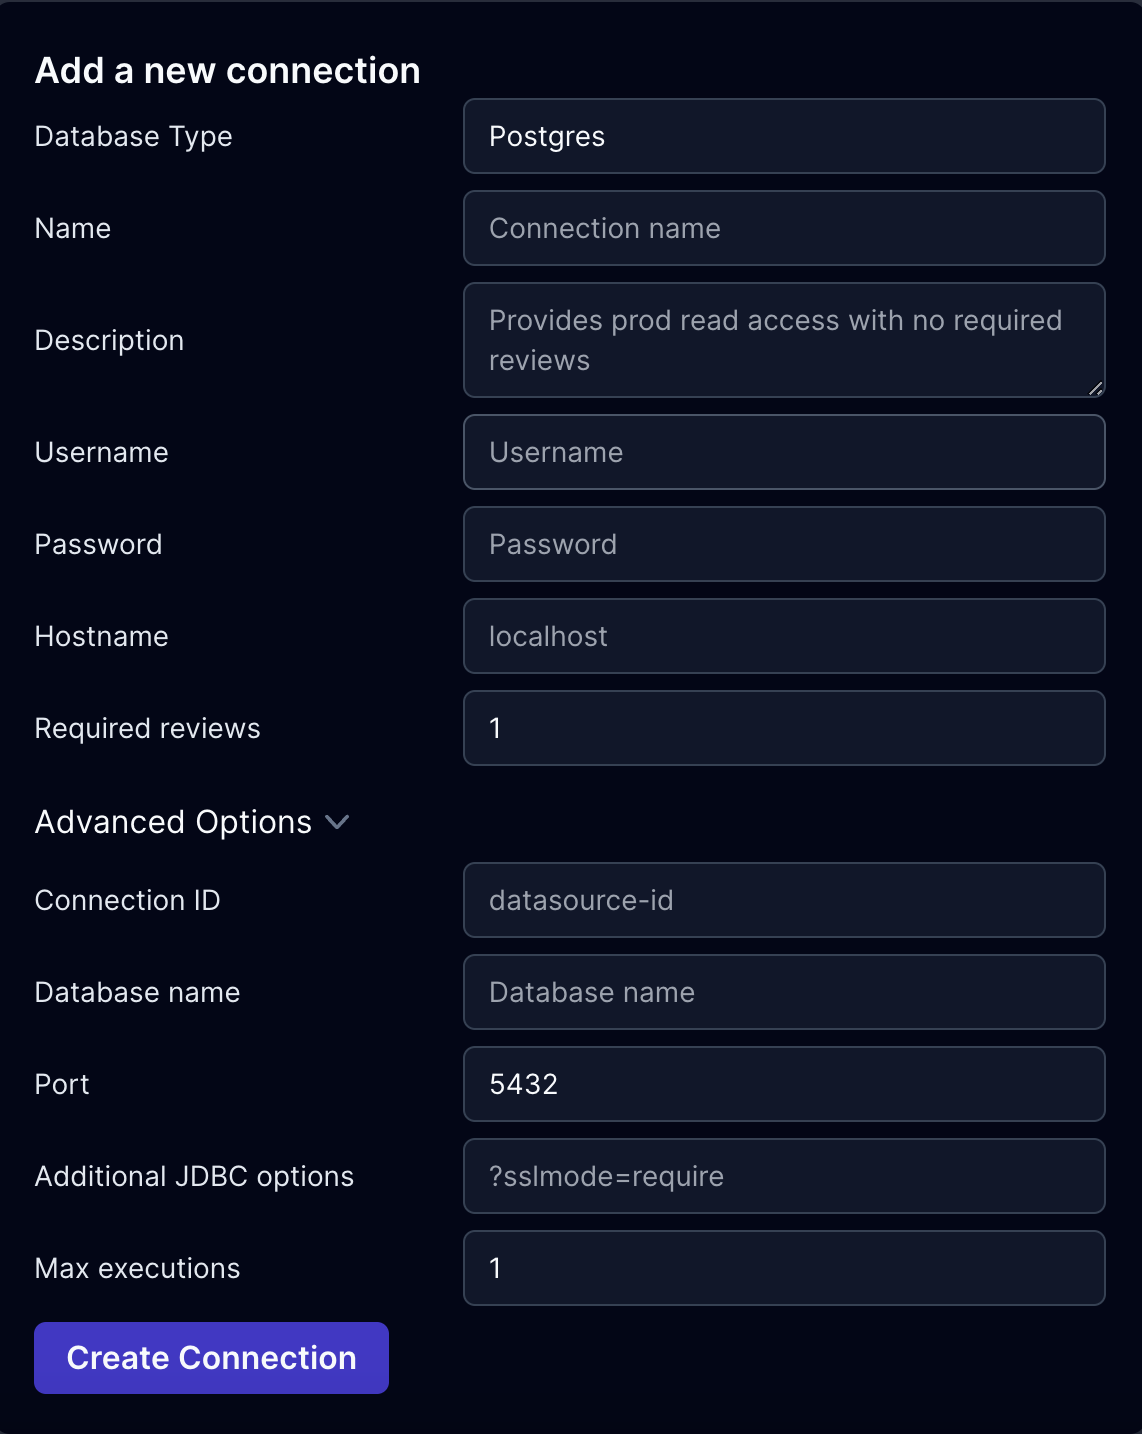 Add a new connection
Database Type
Postgres
Name
Connection name
Description
Provides prod read access with no required
reviews
Username
Username
Password
Password
Hostname
localhost
Required reviews
1
Advanced Options
Connection ID
datasource-id
Database name
Database name
Port
5432
Additional JDBC options
?sslmode=require
Max executions
1
Create Connection